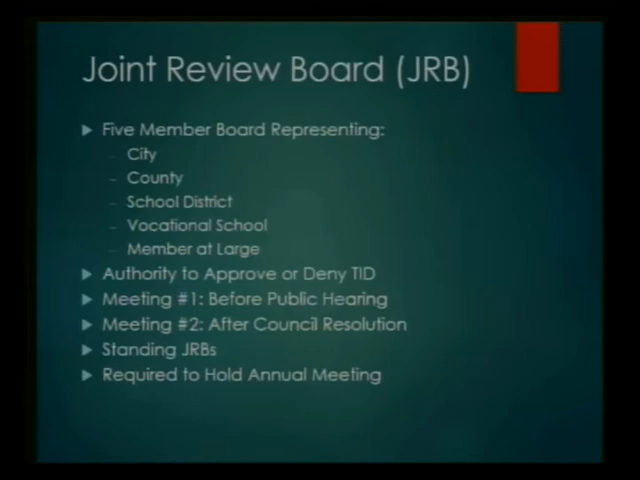 Joint Review Board (JRB)
Five Member Board Representing:
City
County
School District
Vocational School
Member at Large
Authority to Approve or Deny TID
Meeting #1: Before Public Hearing
Meeting #2: After Council Resolution
Standing JRBs
Required to Hold Annual Meeting